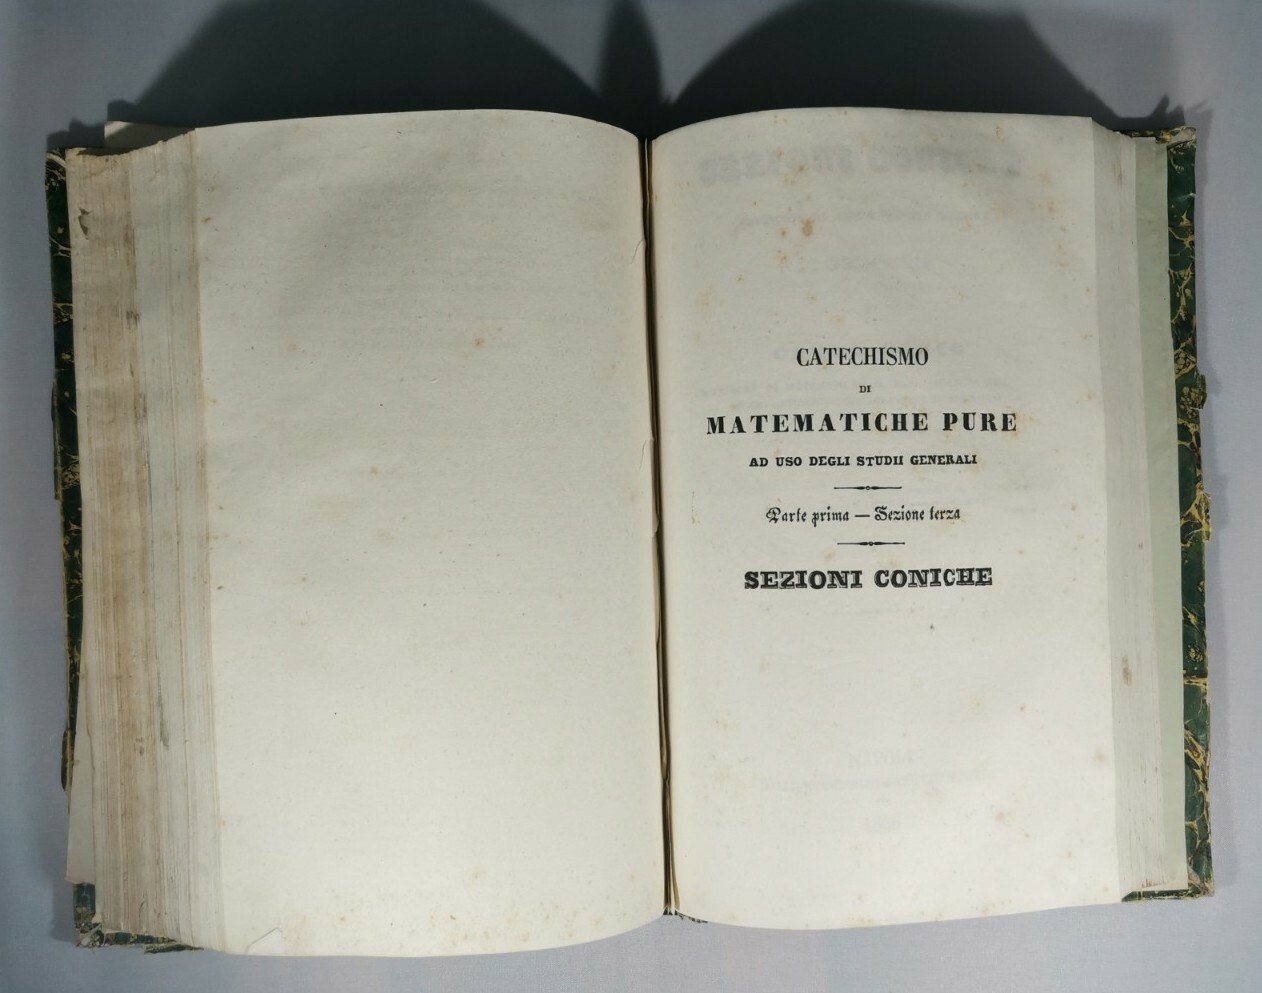 CATECHISMO
DI
MATEMATICHE PURE
AD USO DEGLI STUDII GENERALI
Parte prima — Sezione terza
SEZIONI CONICHE